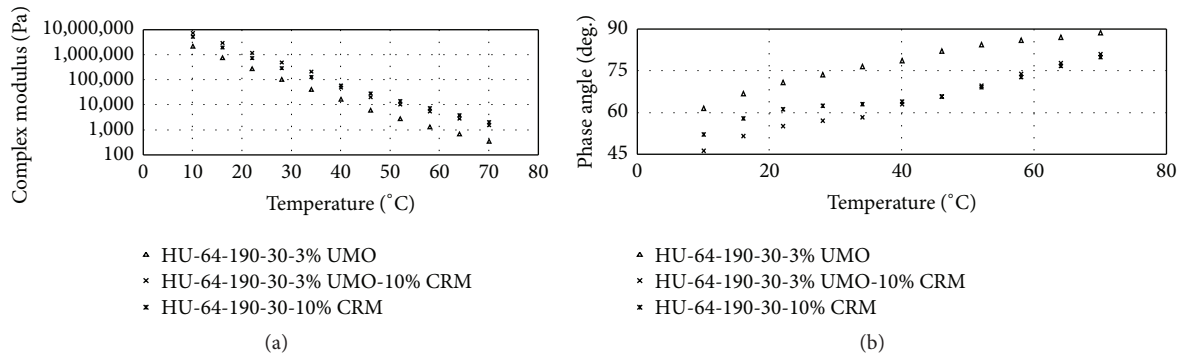 Complex modulus (Pa)
10,000,000
1,000,000
100,000
10,000
1,000
100
0 10 20 30 40 50 60 70 80
Temperature (°C)
HU-64-190-30-3% UMO
HU-64-190-30-3% UMO-10% CRM
HU-64-190-30-10% CRM
(a)
Phase angle (deg.)
90
75
60
45
0 20 40 60 80
Temperature (°C)
HU-64-190-30-3% UMO
HU-64-190-30-3% UMO-10% CRM
HU-64-190-30-10% CRM
(b)